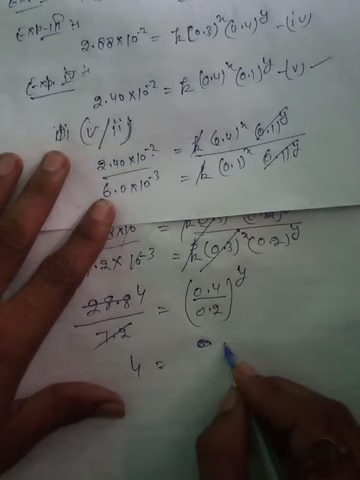 Exp-III :-
2.88×10⁻² = k(0.3)ˣ(0.4)ʸ -(iv)
Exp. IV :-
2.40×10⁻² = k(0.4)ˣ(0.1)ʸ -(v)
(v/ii)
2.40×10⁻² / 6.0×10⁻³ = k(0.4)ˣ(0.1)ʸ / k(0.1)ˣ(0.1)ʸ
7.2×10⁻³ = k(0.3)ˣ(0.2)ʸ
28.8 4 / 7.2 = (0.4/0.2)ʸ
4 =